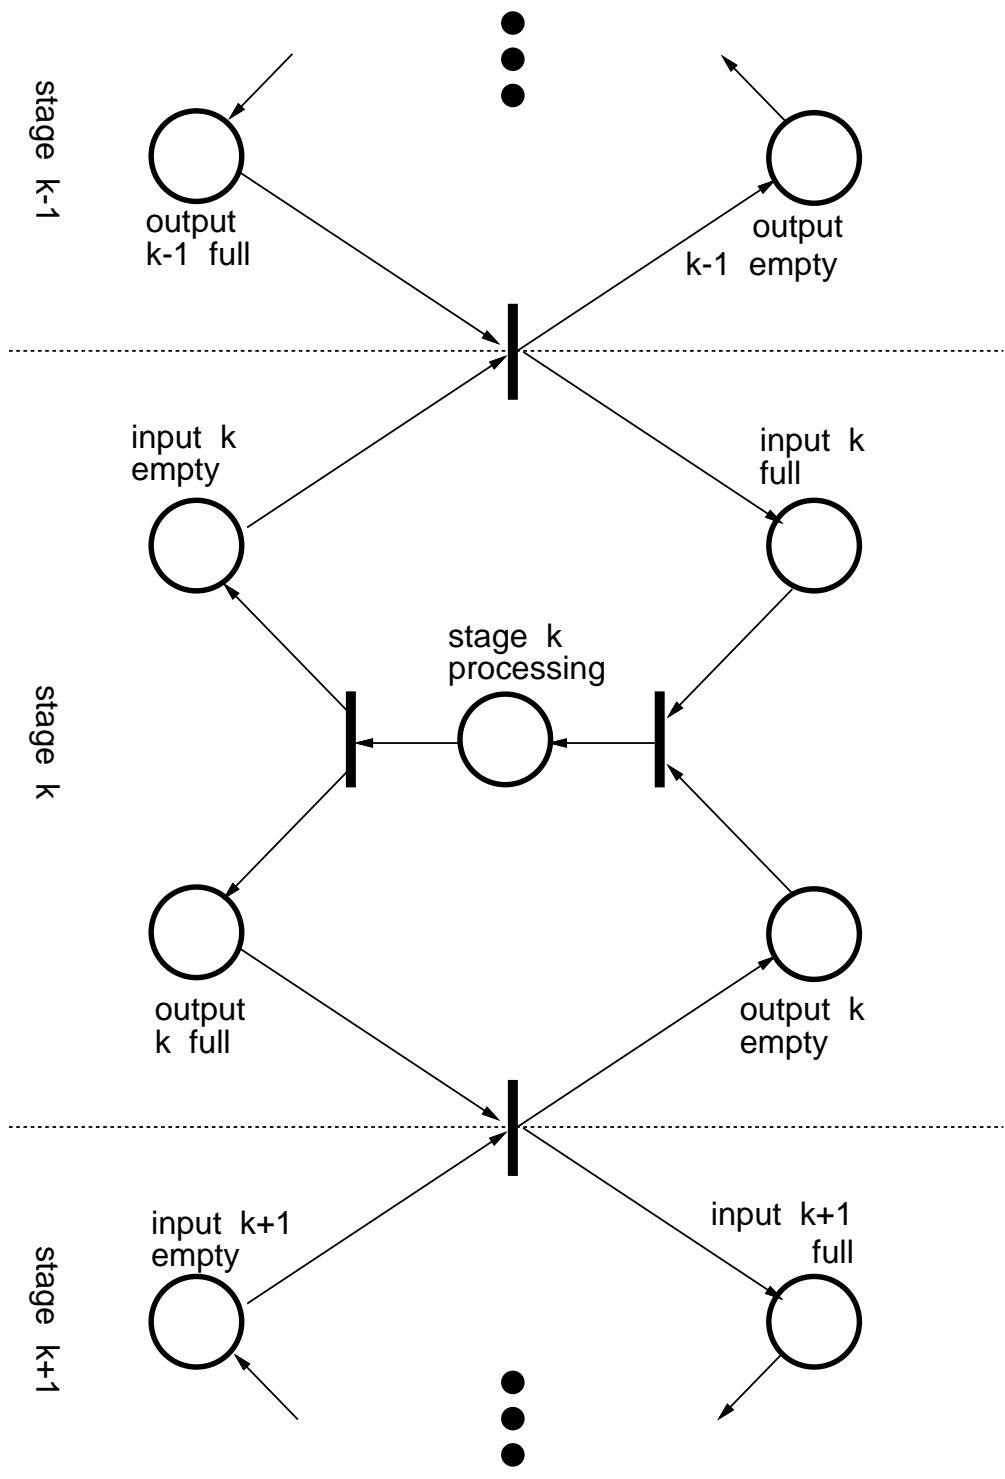 stage k-1
output
k-1 full
output
k-1 empty
input k
empty
input k
full
stage k
processing
stage k
output
k full
output k
empty
input k+1
empty
input k+1
full
stage k+1